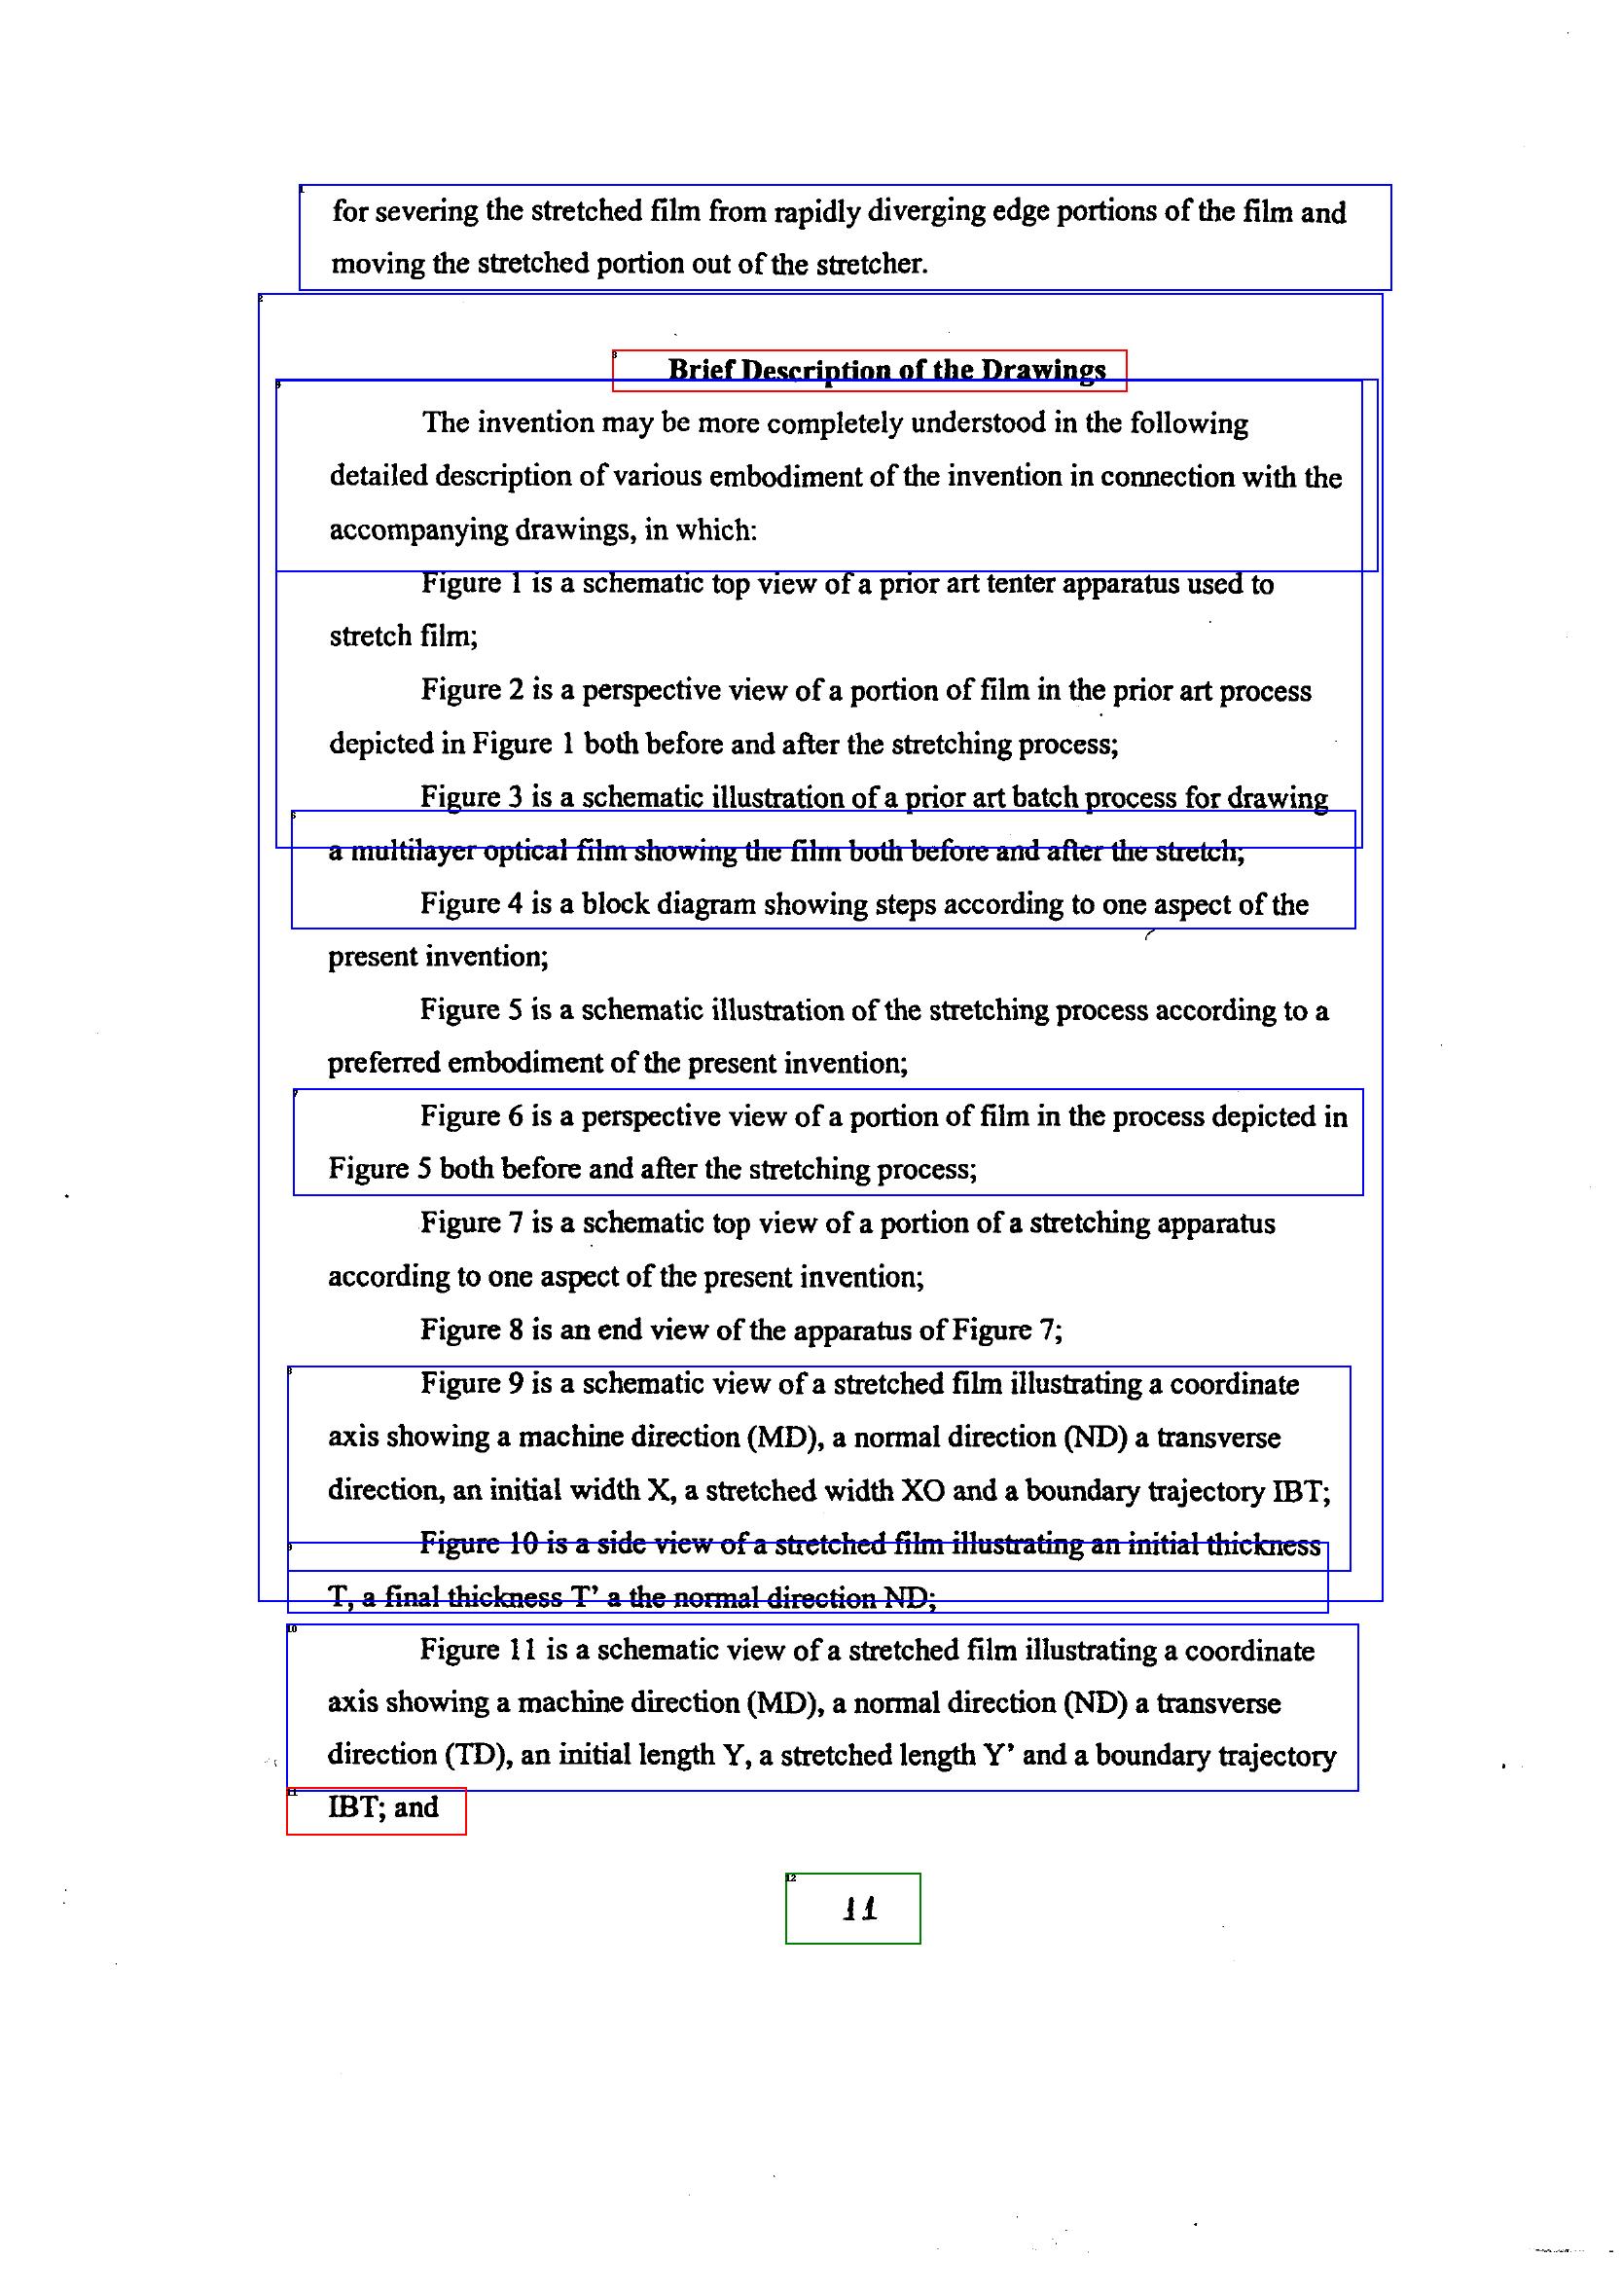 for severing the stretched film from rapidly diverging edge portions of the film and
moving the stretched portion out of the stretcher.
Brief Description of the Drawings
The invention may be more completely understood in the following
detailed description of various embodiment of the invention in connection with the
accompanying drawings, in which:
Figure 1 is a schematic top view of a prior art tenter apparatus used to
stretch film;
Figure 2 is a perspective view of a portion of film in the prior art process
depicted in Figure 1 both before and after the stretching process;
Figure 3 is a schematic illustration of a prior art batch process for drawing
a multilayer optical film showing the film both before and after the stretch;
Figure 4 is a block diagram showing steps according to one aspect of the
present invention;
Figure 5 is a schematic illustration of the stretching process according to a
preferred embodiment of the present invention;
Figure 6 is a perspective view of a portion of film in the process depicted in
Figure 5 both before and after the stretching process;
Figure 7 is a schematic top view of a portion of a stretching apparatus
according to one aspect of the present invention;
Figure 8 is an end view of the apparatus of Figure 7;
Figure 9 is a schematic view of a stretched film illustrating a coordinate
axis showing a machine direction (MD), a normal direction (ND) a transverse
direction, an initial width X, a stretched width XO and a boundary trajectory IBT;
Figure 10 is a side view of a stretched film illustrating an initial thickness
T, a final thickness T' a the normal direction ND;
Figure 11 is a schematic view of a stretched film illustrating a coordinate
axis showing a machine direction (MD), a normal direction (ND) a transverse
direction (TD), an initial length Y, a stretched length Y' and a boundary trajectory
IBT; and
11